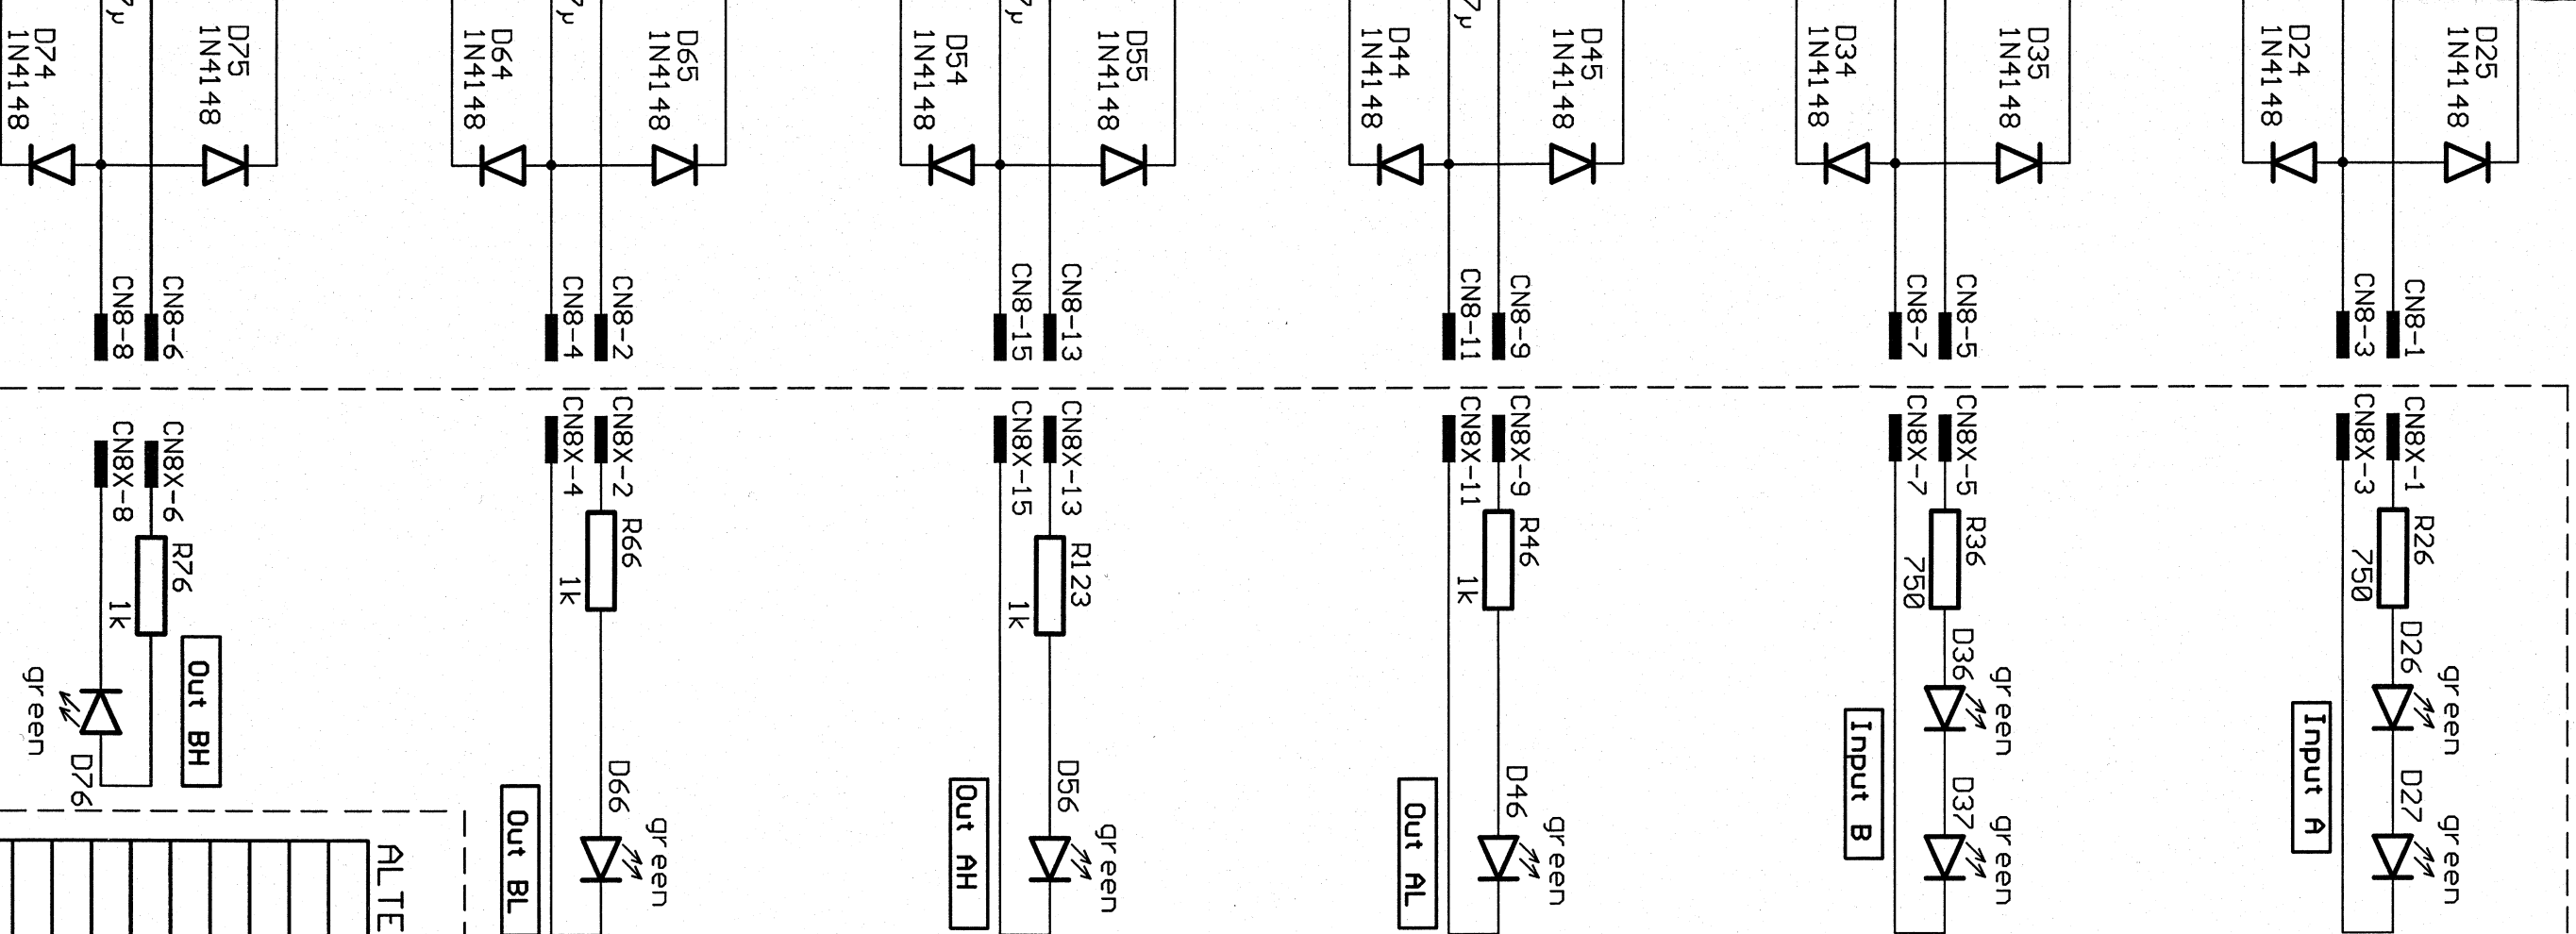 7µ
D74
1N4148
D75
1N4148
CN8-8
CN8-6
7µ
D64
1N4148
D65
1N4148
CN8-4
CN8-2
7µ
D54
1N4148
D55
1N4148
CN8-15
CN8-13
7µ
D44
1N4148
D45
1N4148
CN8-11
CN8-9
D34
1N4148
D35
1N4148
CN8-7
CN8-5
D24
1N4148
D25
1N4148
CN8-3
CN8-1
CN8X-8
CN8X-6
R76
1k
Out BH
green
D76
CN8X-4
CN8X-2
R66
1k
D66
green
Out BL
CN8X-15
CN8X-13
R123
1k
D56
green
Out AH
CN8X-11
CN8X-9
R46
1k
D46
green
Out AL
CN8X-7
CN8X-5
R36
750
D36
green
D37
green
Input B
CN8X-3
CN8X-1
R26
750
D26
green
D27
green
Input A
ALTE